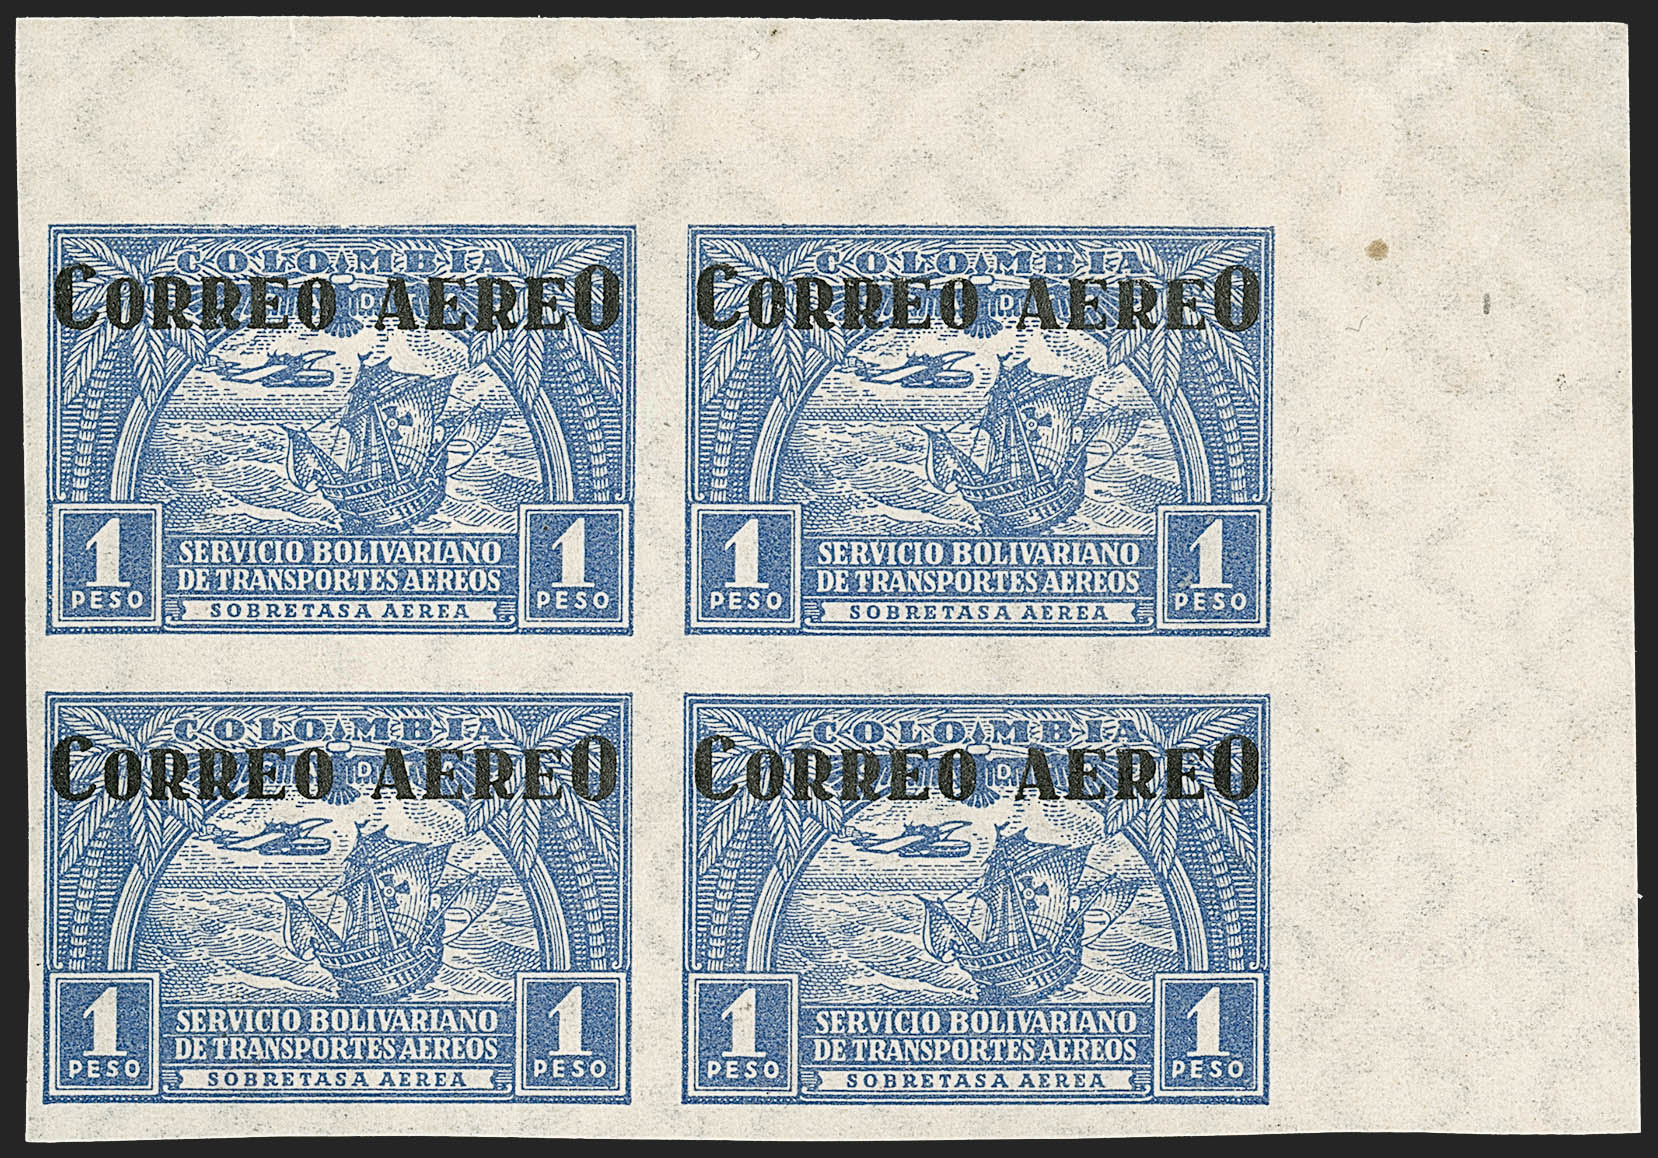 COLOMBIA
CORREO AEREO
D
1 PESO
SERVICIO BOLIVARIANO
DE TRANSPORTES AEREOS
SOBRETASA AEREA
1 PESO
COLOMBIA
CORREO AEREO
D
1 PESO
SERVICIO BOLIVARIANO
DE TRANSPORTES AEREOS
SOBRETASA AEREA
1 PESO
COLOMBIA
CORREO AEREO
D
1 PESO
SERVICIO BOLIVARIANO
DE TRANSPORTES AEREOS
SOBRETASA AEREA
1 PESO
COLOMBIA
CORREO AEREO
D
1 PESO
SERVICIO BOLIVARIANO
DE TRANSPORTES AEREOS
SOBRETASA AEREA
1 PESO